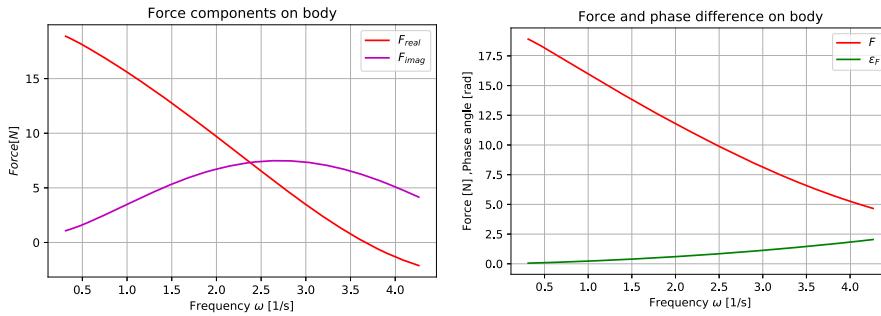 Force components on body
F_real
F_imag
Force[N]
15
10
5
0
0.5 1.0 1.5 2.0 2.5 3.0 3.5 4.0
Frequency ω [1/s]
Force and phase difference on body
F
ε_F
Force [N] ,Phase angle [rad]
17.5
15.0
12.5
10.0
7.5
5.0
2.5
0.0
0.5 1.0 1.5 2.0 2.5 3.0 3.5 4.0
Frequency ω [1/s]